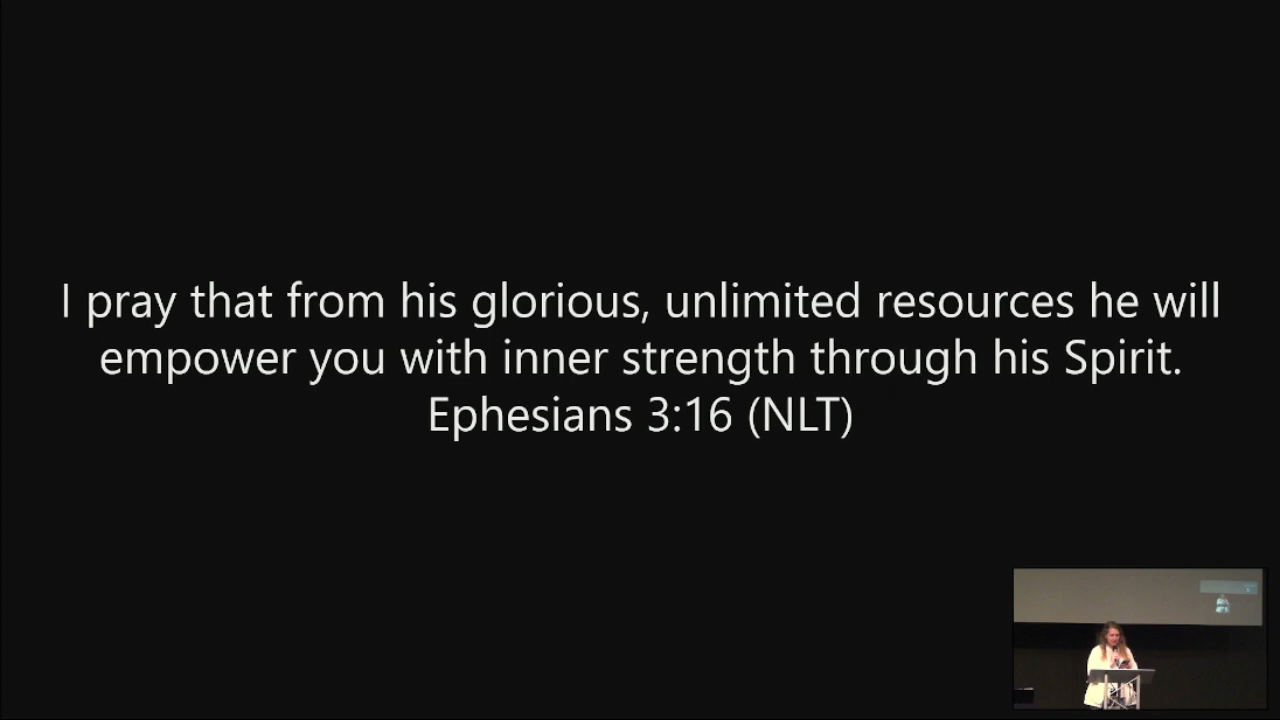 I pray that from his glorious, unlimited resources he will
empower you with inner strength through his Spirit.
Ephesians 3:16 (NLT)